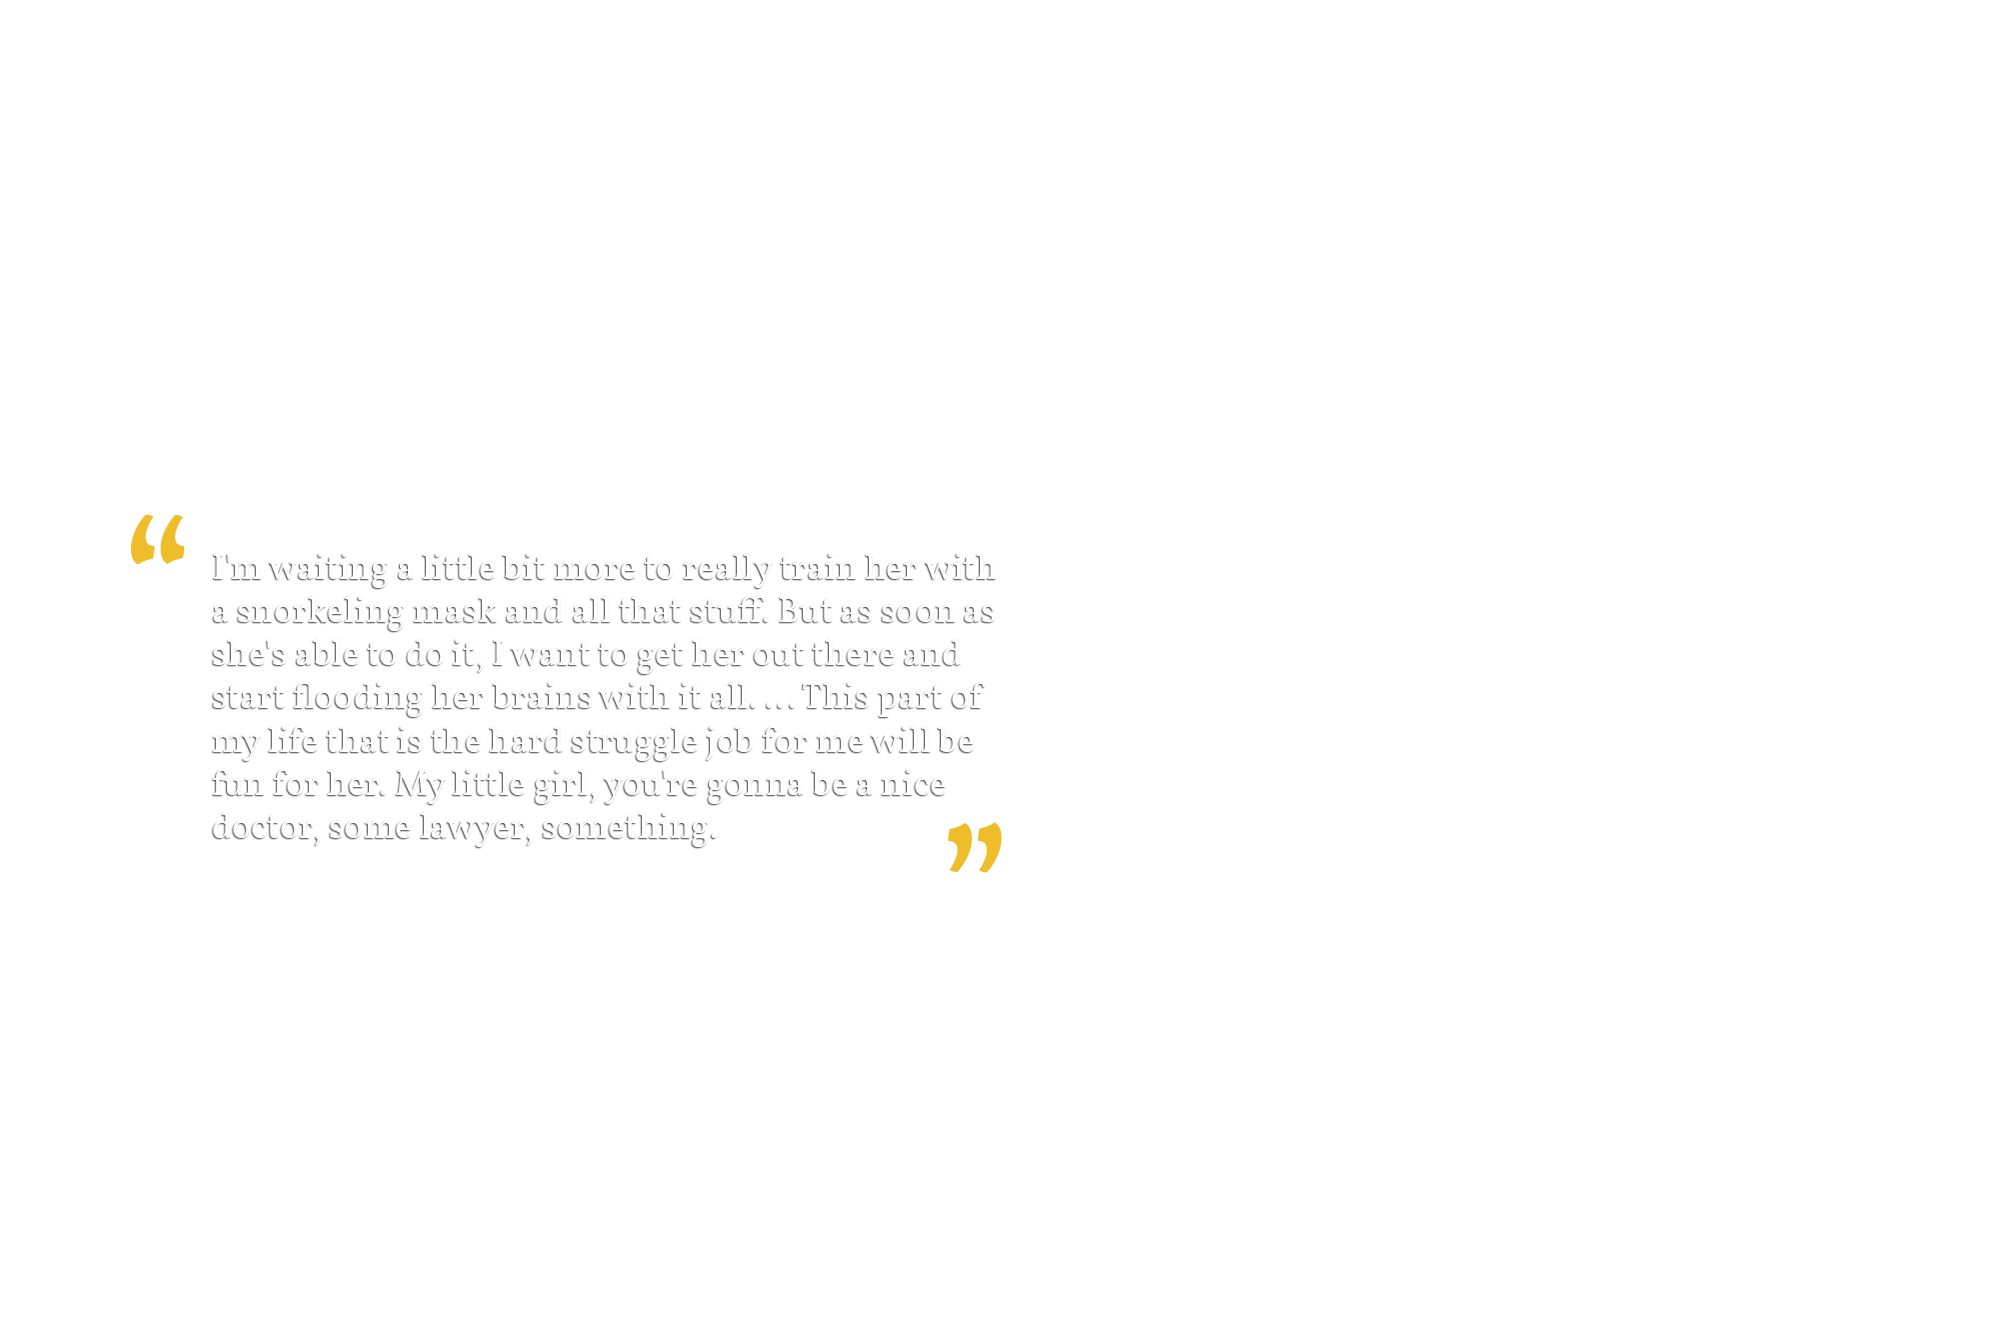 “
I'm waiting a little bit more to really train her with
a snorkeling mask and all that stuff. But as soon as
she's able to do it, I want to get her out there and
start flooding her brains with it all. ... This part of
my life that is the hard struggle job for me will be
fun for her. My little girl, you're gonna be a nice
doctor, some lawyer, something.
”